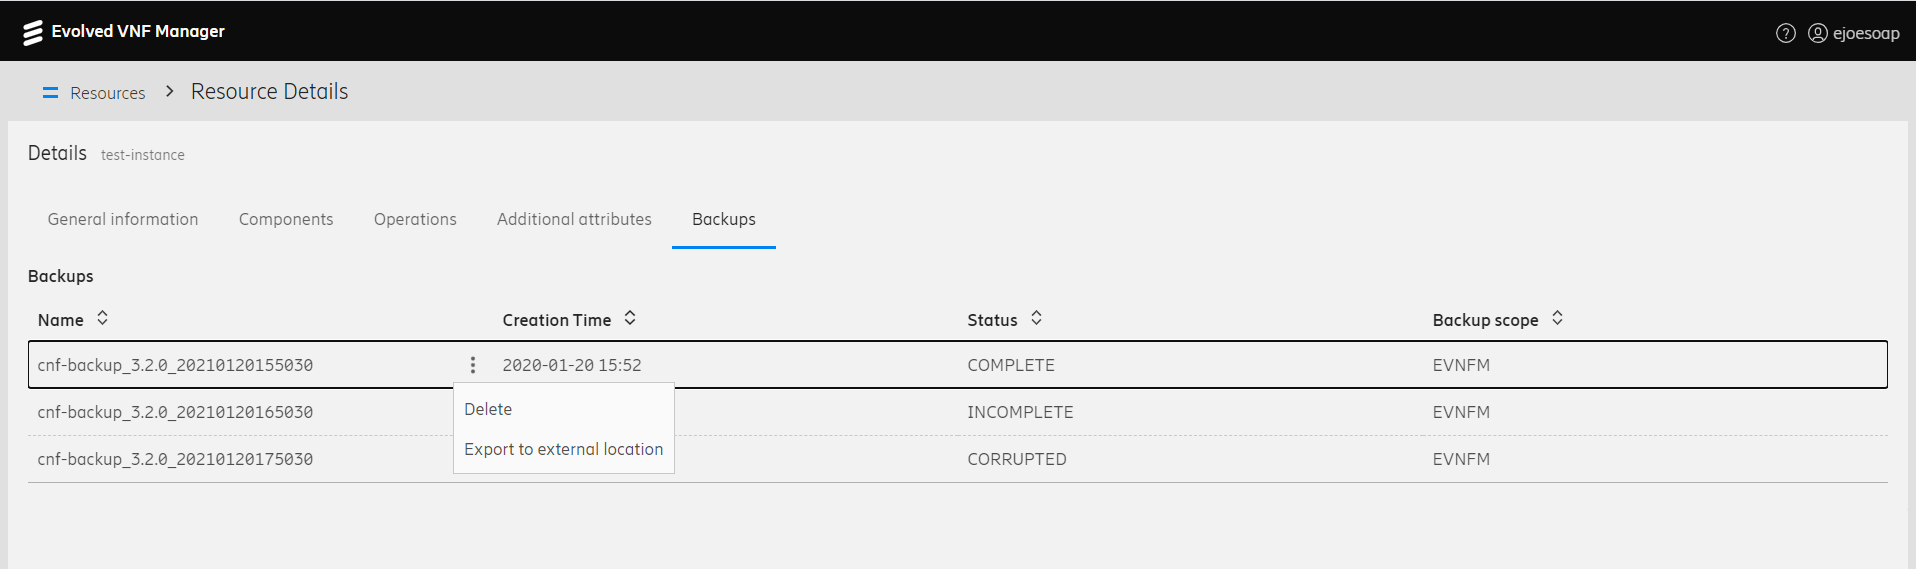 Evolved VNF Manager
? ejoesoap
Resources > Resource Details
Details test-instance
General information Components Operations Additional attributes Backups
Backups
Name Creation Time Status Backup scope
cnf-backup_3.2.0_20210120155030 2020-01-20 15:52 COMPLETE EVNFM
cnf-backup_3.2.0_20210120165030 INCOMPLETE EVNFM
cnf-backup_3.2.0_20210120175030 CORRUPTED EVNFM
Delete
Export to external location